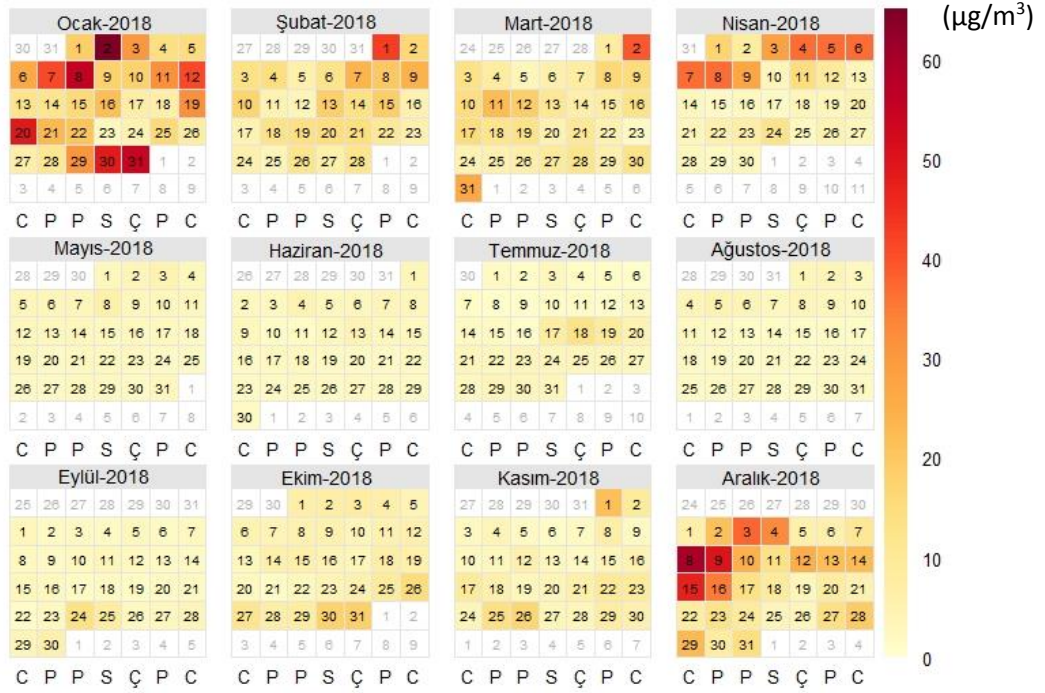 (µg/m³)
Ocak-2018
30 31 1 2 3 4 5
6 7 8 9 10 11 12
13 14 15 16 17 18 19
20 21 22 23 24 25 26
27 28 29 30 31 1 2
3 4 5 6 7 8 9
C P P S Ç P C
Şubat-2018
27 28 29 30 31 1 2
3 4 5 6 7 8 9
10 11 12 13 14 15 16
17 18 19 20 21 22 23
24 25 26 27 28 1 2
3 4 5 6 7 8 9
C P P S Ç P C
Mart-2018
24 25 26 27 28 1 2
3 4 5 6 7 8 9
10 11 12 13 14 15 16
17 18 19 20 21 22 23
24 25 26 27 28 29 30
31 1 2 3 4 5 6
C P P S Ç P C
Nisan-2018
31 1 2 3 4 5 6
7 8 9 10 11 12 13
14 15 16 17 18 19 20
21 22 23 24 25 26 27
28 29 30 1 2 3 4
5 6 7 8 9 10 11
C P P S Ç P C
Mayıs-2018
28 29 30 1 2 3 4
5 6 7 8 9 10 11
12 13 14 15 16 17 18
19 20 21 22 23 24 25
26 27 28 29 30 31 1
2 3 4 5 6 7 8
C P P S Ç P C
Haziran-2018
26 27 28 29 30 31 1
2 3 4 5 6 7 8
9 10 11 12 13 14 15
16 17 18 19 20 21 22
23 24 25 26 27 28 29
30 1 2 3 4 5 6
C P P S Ç P C
Temmuz-2018
30 1 2 3 4 5 6
7 8 9 10 11 12 13
14 15 16 17 18 19 20
21 22 23 24 25 26 27
28 29 30 31 1 2 3
4 5 6 7 8 9 10
C P P S Ç P C
Ağustos-2018
28 29 30 31 1 2 3
4 5 6 7 8 9 10
11 12 13 14 15 16 17
18 19 20 21 22 23 24
25 26 27 28 29 30 31
1 2 3 4 5 6 7
C P P S Ç P C
Eylül-2018
25 26 27 28 29 30 31
1 2 3 4 5 6 7
8 9 10 11 12 13 14
15 16 17 18 19 20 21
22 23 24 25 26 27 28
29 30 1 2 3 4 5
C P P S Ç P C
Ekim-2018
29 30 1 2 3 4 5
6 7 8 9 10 11 12
13 14 15 16 17 18 19
20 21 22 23 24 25 26
27 28 29 30 31 1 2
3 4 5 6 7 8 9
C P P S Ç P C
Kasım-2018
27 28 29 30 31 1 2
3 4 5 6 7 8 9
10 11 12 13 14 15 16
17 18 19 20 21 22 23
24 25 26 27 28 29 30
1 2 3 4 5 6 7
C P P S Ç P C
Aralık-2018
24 25 26 27 28 29 30
1 2 3 4 5 6 7
8 9 10 11 12 13 14
15 16 17 18 19 20 21
22 23 24 25 26 27 28
29 30 31 1 2 3 4
C P P S Ç P C
60
50
40
30
20
10
0